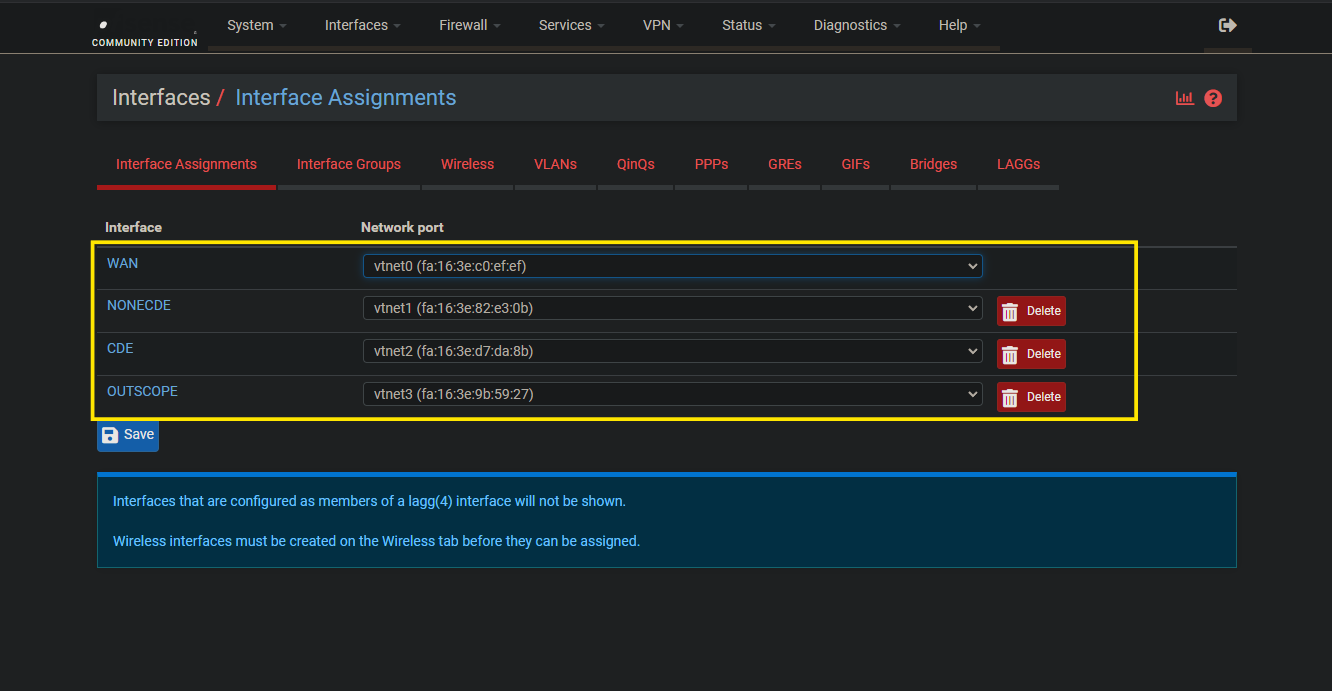 System Interfaces Firewall Services VPN Status Diagnostics Help
COMMUNITY EDITION
Interfaces / Interface Assignments
Interface Assignments Interface Groups Wireless VLANs QinQs PPPs GREs GIFs Bridges LAGGs
Interface Network port
WAN vtnet0 (fa:16:3e:c0:ef:ef)
NONECDE vtnet1 (fa:16:3e:82:e3:0b) Delete
CDE vtnet2 (fa:16:3e:d7:da:8b) Delete
OUTSCOPE vtnet3 (fa:16:3e:9b:59:27) Delete
Save
Interfaces that are configured as members of a lagg(4) interface will not be shown.
Wireless interfaces must be created on the Wireless tab before they can be assigned.